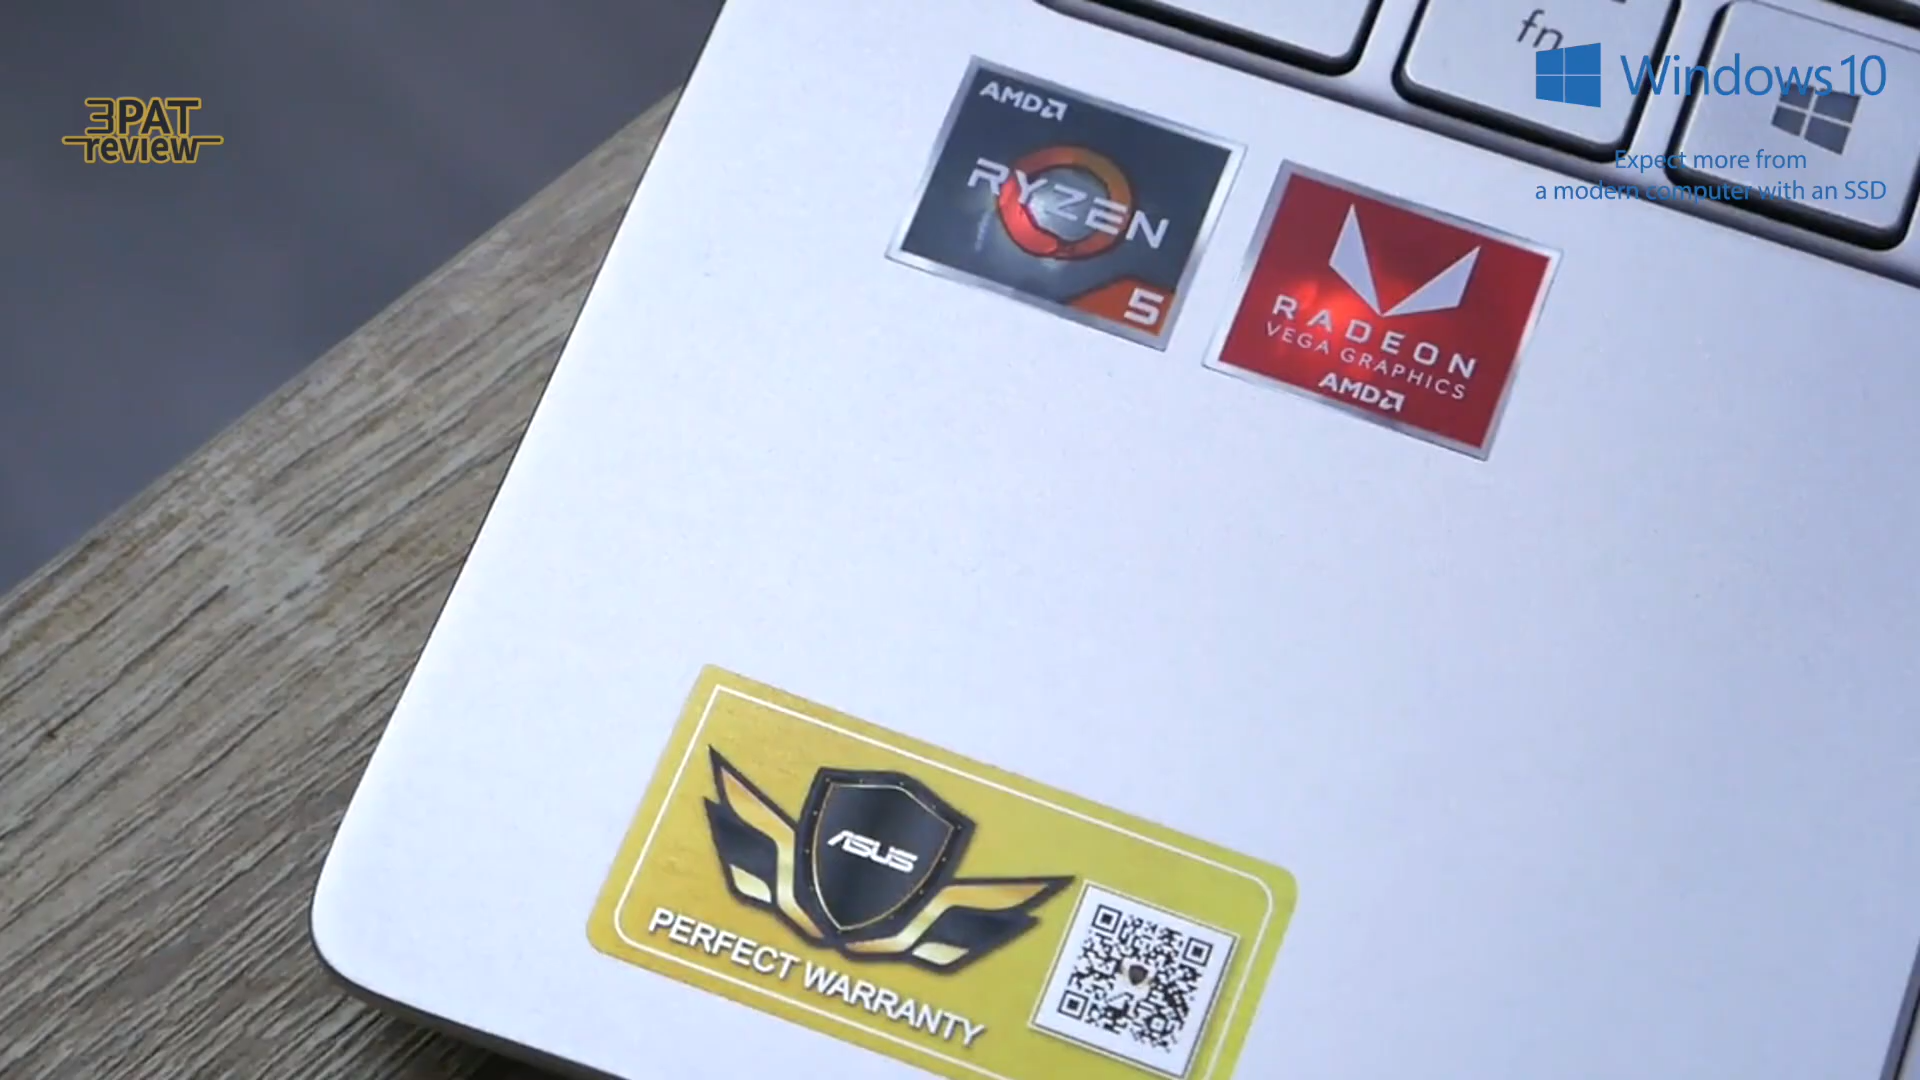 3PAT
review
fn
Windows 10
Expect more from
a modern computer with an SSD
AMD
RYZEN
5
RADEON
VEGA GRAPHICS
AMD
ASUS
PERFECT WARRANTY